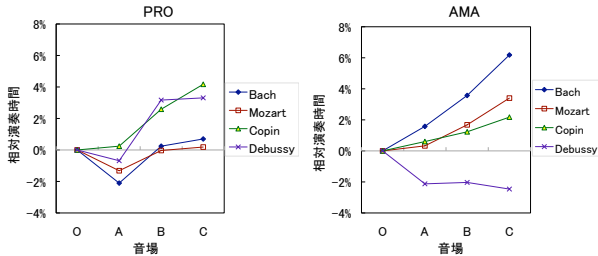 PRO
8%
6%
4%
2%
0%
−2%
−4%
相対演奏時間
O A B C
音場
Bach
Mozart
Copin
Debussy
AMA
8%
6%
4%
2%
0%
−2%
−4%
相対演奏時間
O A B C
音場
Bach
Mozart
Copin
Debussy